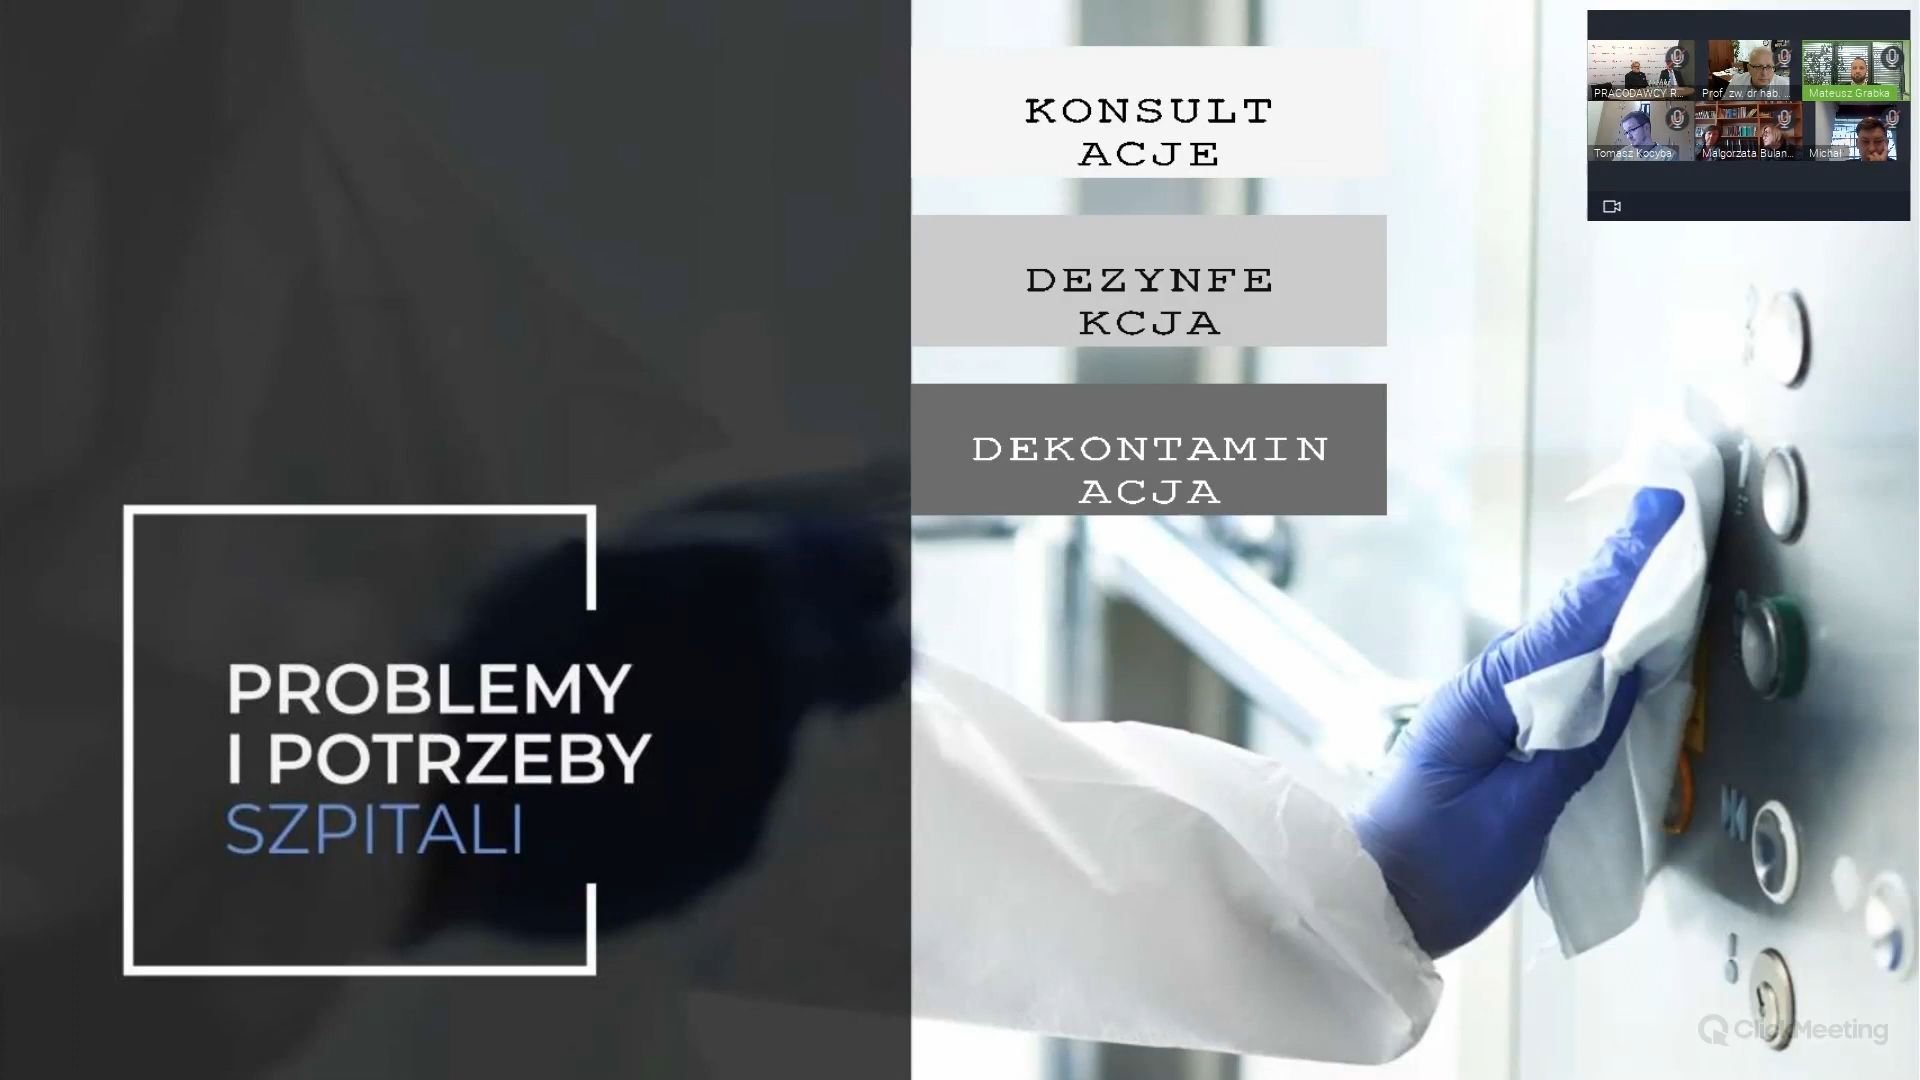 KONSULT
ACJE
DEZYNFE
KCJA
DEKONTAMIN
ACJA
PROBLEMY
I POTRZEBY
SZPITALI
PRACODAWCY R...
Prof. zw. dr hab. ...
Mateusz Grabka
Tomasz Kocyba
Malgorzata Bulan...
Michał
ClickMeeting